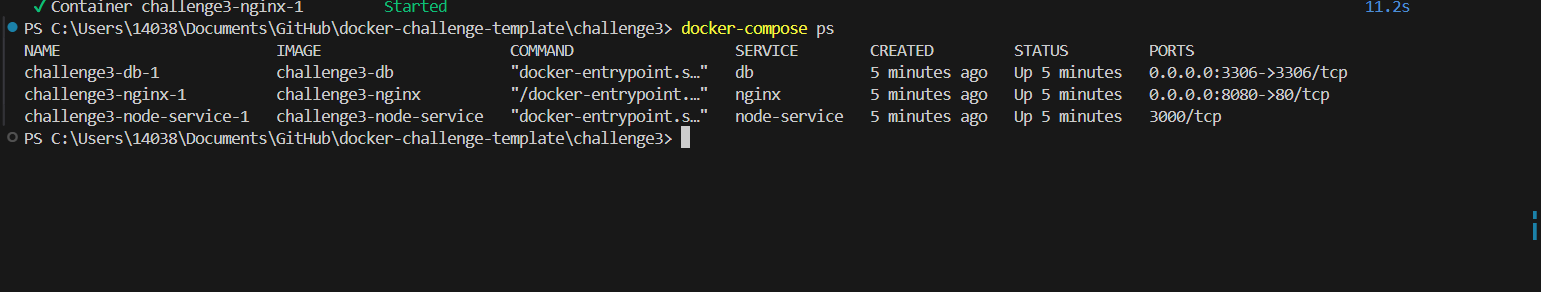 ✓ Container challenge3-nginx-1 Started 11.2s
PS C:\Users\14038\Documents\GitHub\docker-challenge-template\challenge3> docker-compose ps
NAME IMAGE COMMAND SERVICE CREATED STATUS PORTS
challenge3-db-1 challenge3-db "docker-entrypoint.s…" db 5 minutes ago Up 5 minutes 0.0.0.0:3306->3306/tcp
challenge3-nginx-1 challenge3-nginx "/docker-entrypoint.…" nginx 5 minutes ago Up 5 minutes 0.0.0.0:8080->80/tcp
challenge3-node-service-1 challenge3-node-service "docker-entrypoint.s…" node-service 5 minutes ago Up 5 minutes 3000/tcp
PS C:\Users\14038\Documents\GitHub\docker-challenge-template\challenge3>